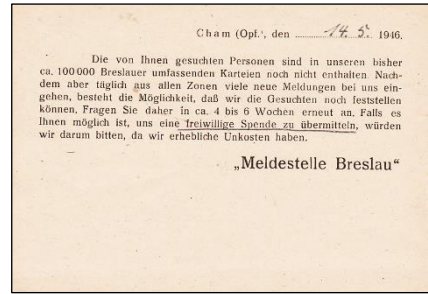 Cham (Opf.), den 14. 5. 1946.
Die von Ihnen gesuchten Personen sind in unseren bisher
ca. 100 000 Breslauer umfassenden Karteien noch nicht enthalten. Nach-
dem aber täglich aus allen Zonen viele neue Meldungen bei uns ein-
gehen, besteht die Möglichkeit, daß wir die Gesuchten noch feststellen
können. Fragen Sie daher in ca. 4 bis 6 Wochen erneut an. Falls es
Ihnen möglich ist, uns eine freiwillige Spende zu übermitteln, würden
wir darum bitten, da wir erhebliche Unkosten haben.
„Meldestelle Breslau“